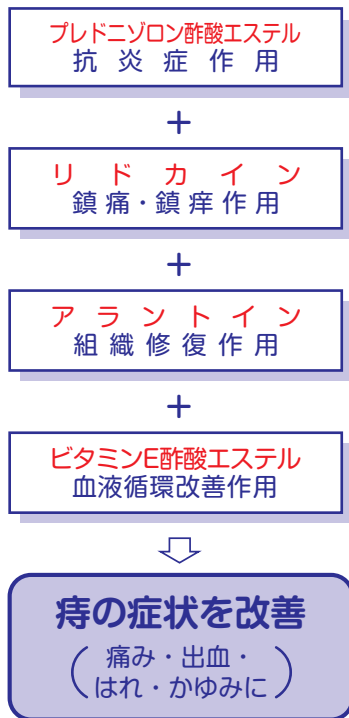 プレドニゾロン酢酸エステル
抗炎症作用
+
リドカイン
鎮痛・鎮痒作用
+
アラントイン
組織修復作用
+
ビタミンE酢酸エステル
血液循環改善作用
痔の症状を改善
(痛み・出血・
はれ・かゆみに)